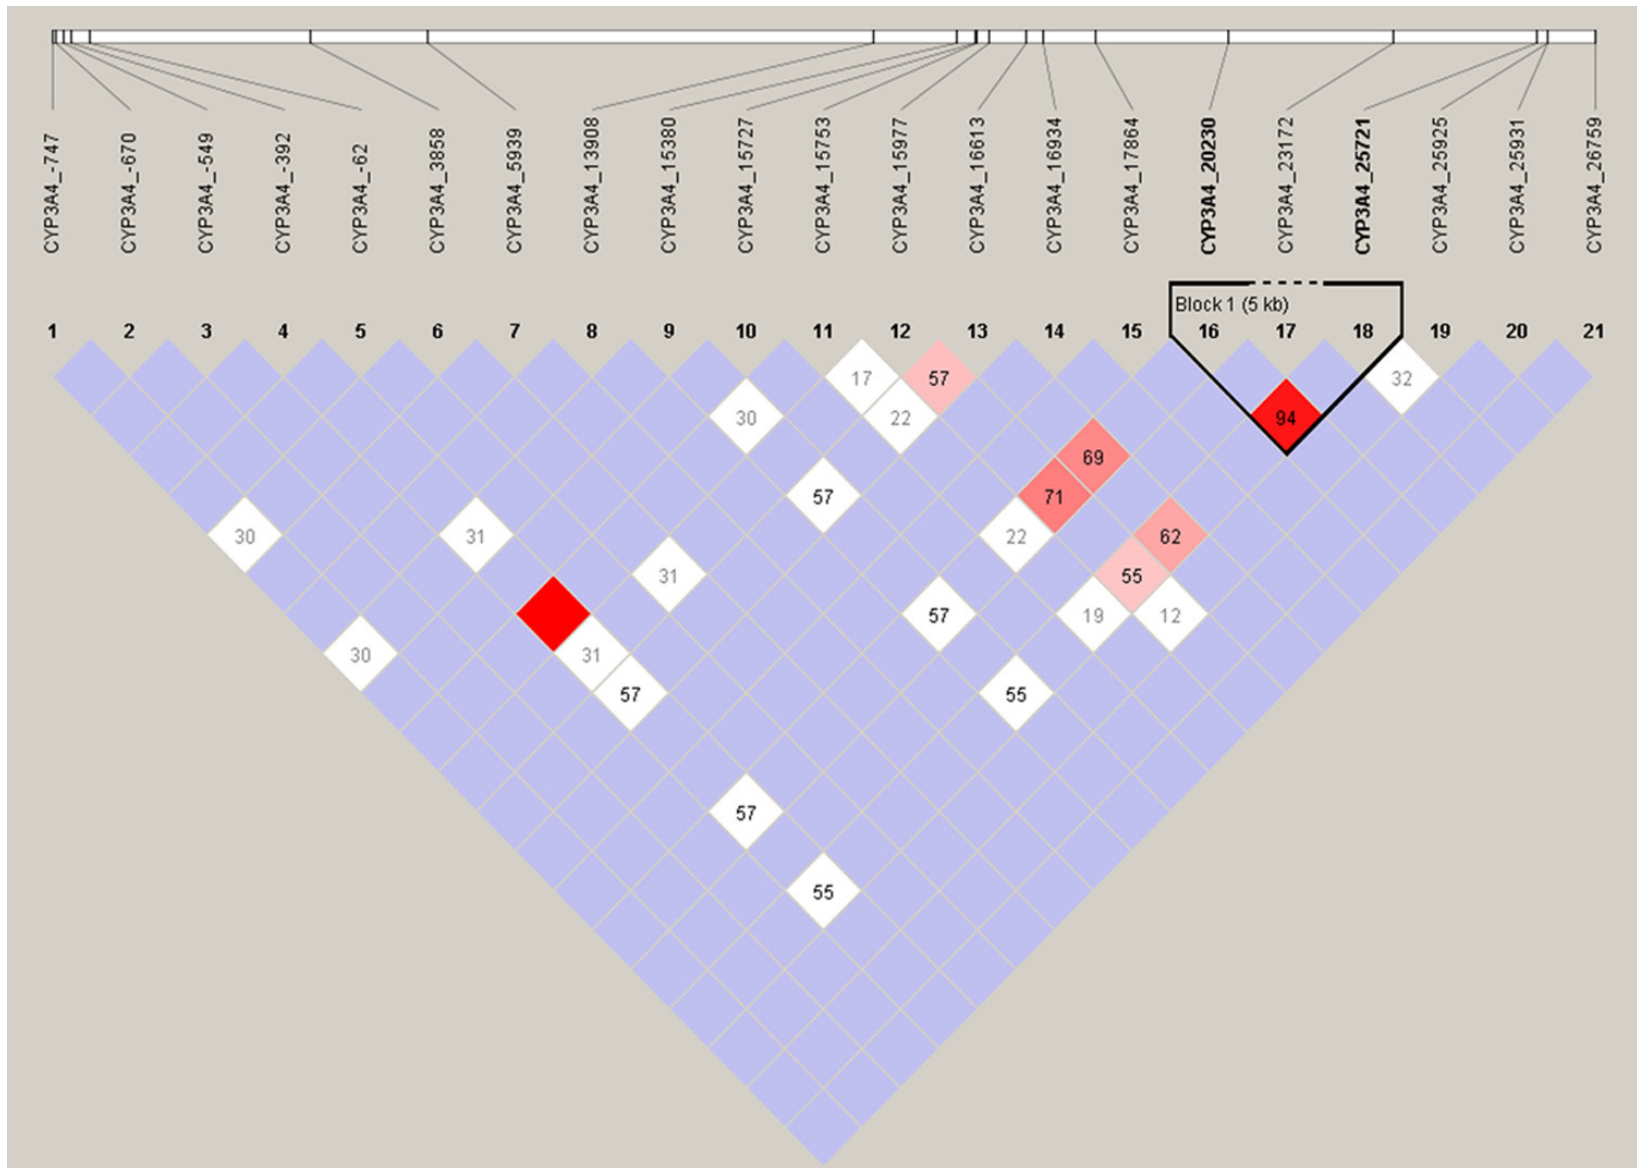 CYP3A4_-747
CYP3A4_-670
CYP3A4_-549
CYP3A4_-392
CYP3A4_-62
CYP3A4_3858
CYP3A4_5939
CYP3A4_13908
CYP3A4_15380
CYP3A4_15727
CYP3A4_15753
CYP3A4_15977
CYP3A4_16613
CYP3A4_16934
CYP3A4_17864
CYP3A4_20230
CYP3A4_23172
CYP3A4_25721
CYP3A4_25925
CYP3A4_25931
CYP3A4_26759
Block 1 (5 kb)
1 2 3 4 5 6 7 8 9 10 11 12 13 14 15 16 17 18 19 20 21
17 57 32
30 22 94
69
57 71
30 31 22 62
31 55
57 19 12
30 31
57 55
57
55